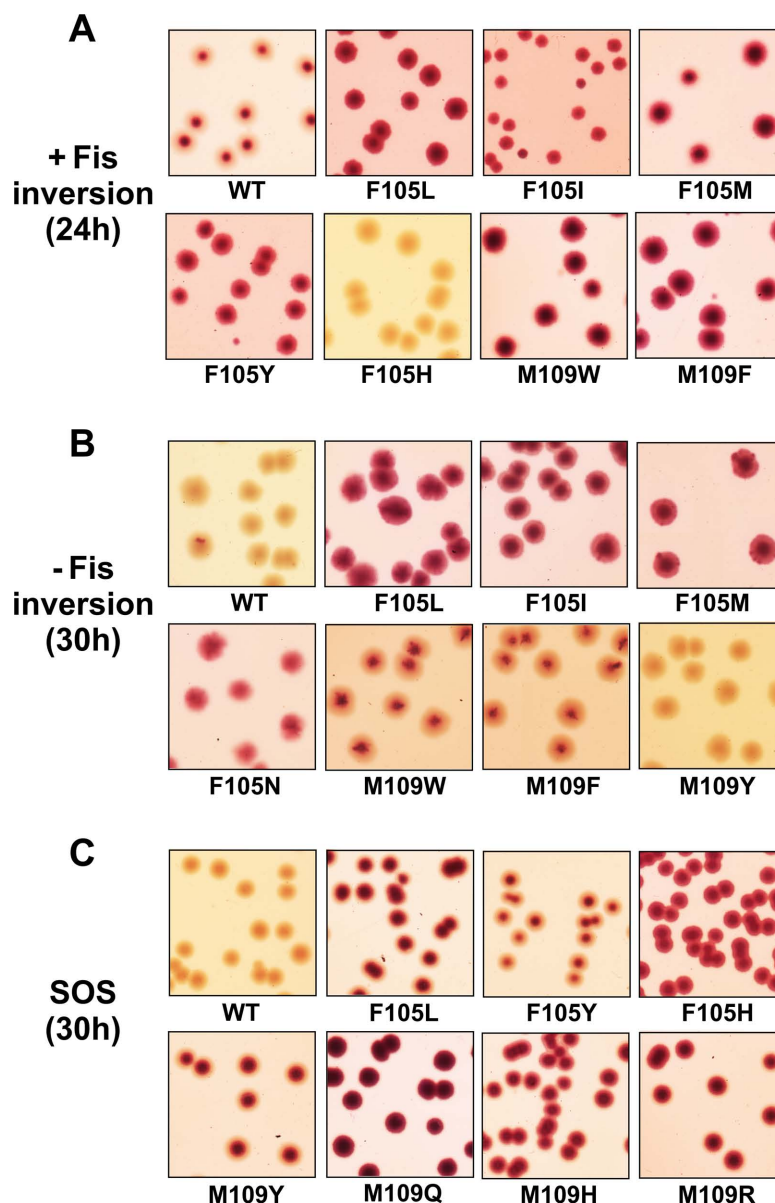 A
+ Fis
inversion
(24h)
WT F105L F105I F105M
F105Y F105H M109W M109F
B
- Fis
inversion
(30h)
WT F105L F105I F105M
F105N M109W M109F M109Y
C
SOS
(30h)
WT F105L F105Y F105H
M109Y M109Q M109H M109R